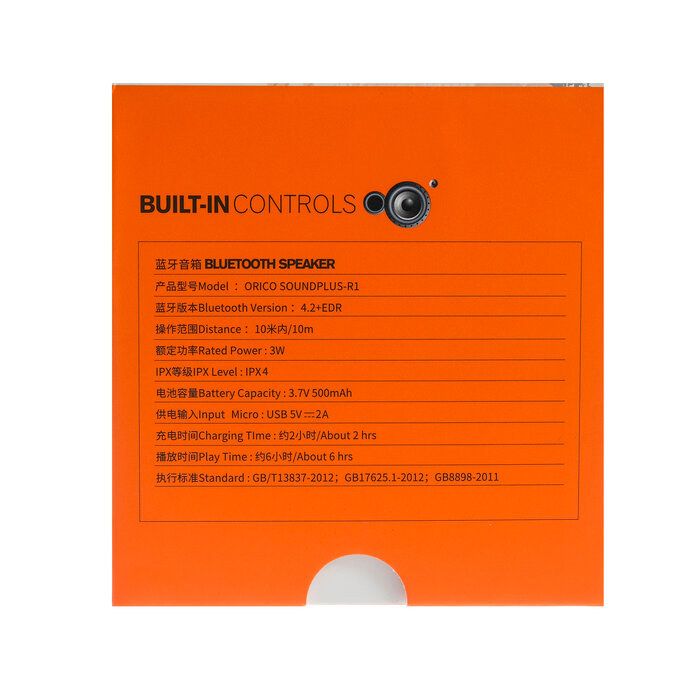 BUILT-IN CONTROLS
蓝牙音箱 BLUETOOTH SPEAKER
产品型号Model : ORICO SOUNDPLUS-R1
蓝牙版本Bluetooth Version : 4.2+EDR
操作范围Distance : 10米内/10m
额定功率Rated Power : 3W
IPX等级IPX Level : IPX4
电池容量Battery Capacity : 3.7V 500mAh
供电输入Input Micro : USB 5V⎓2A
充电时间Charging TIme : 约2小时/About 2 hrs
播放时间Play Time : 约6小时/About 6 hrs
执行标准Standard : GB/T13837-2012；GB17625.1-2012；GB8898-2011